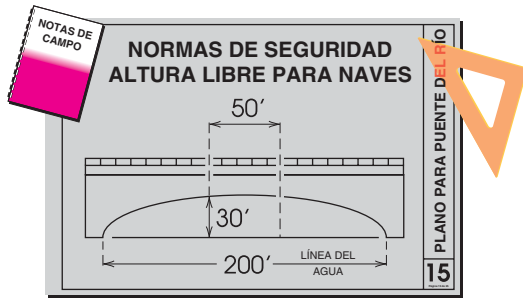 NOTAS DE
CAMPO
NORMAS DE SEGURIDAD
ALTURA LIBRE PARA NAVES
50′
30′
200′
LÍNEA DEL
AGUA
PLANO PARA PUENTE DEL RÍO
15